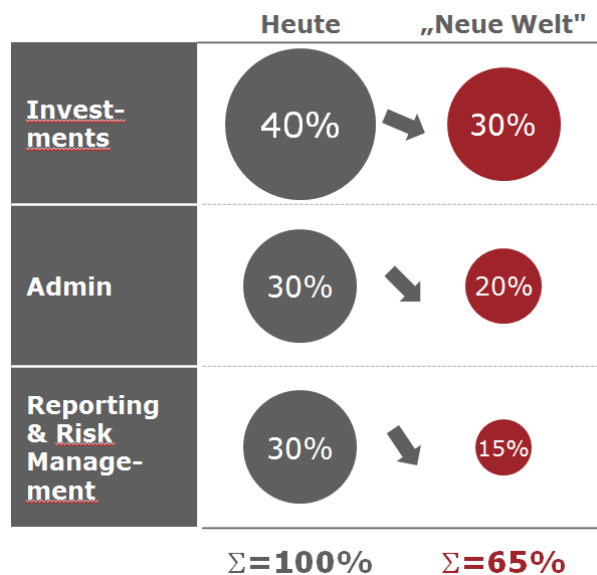 Heute „Neue Welt"
Invest-
ments
40%
30%
Admin
30%
20%
Reporting
& Risk
Manage-
ment
30%
15%
Σ=100%
Σ=65%